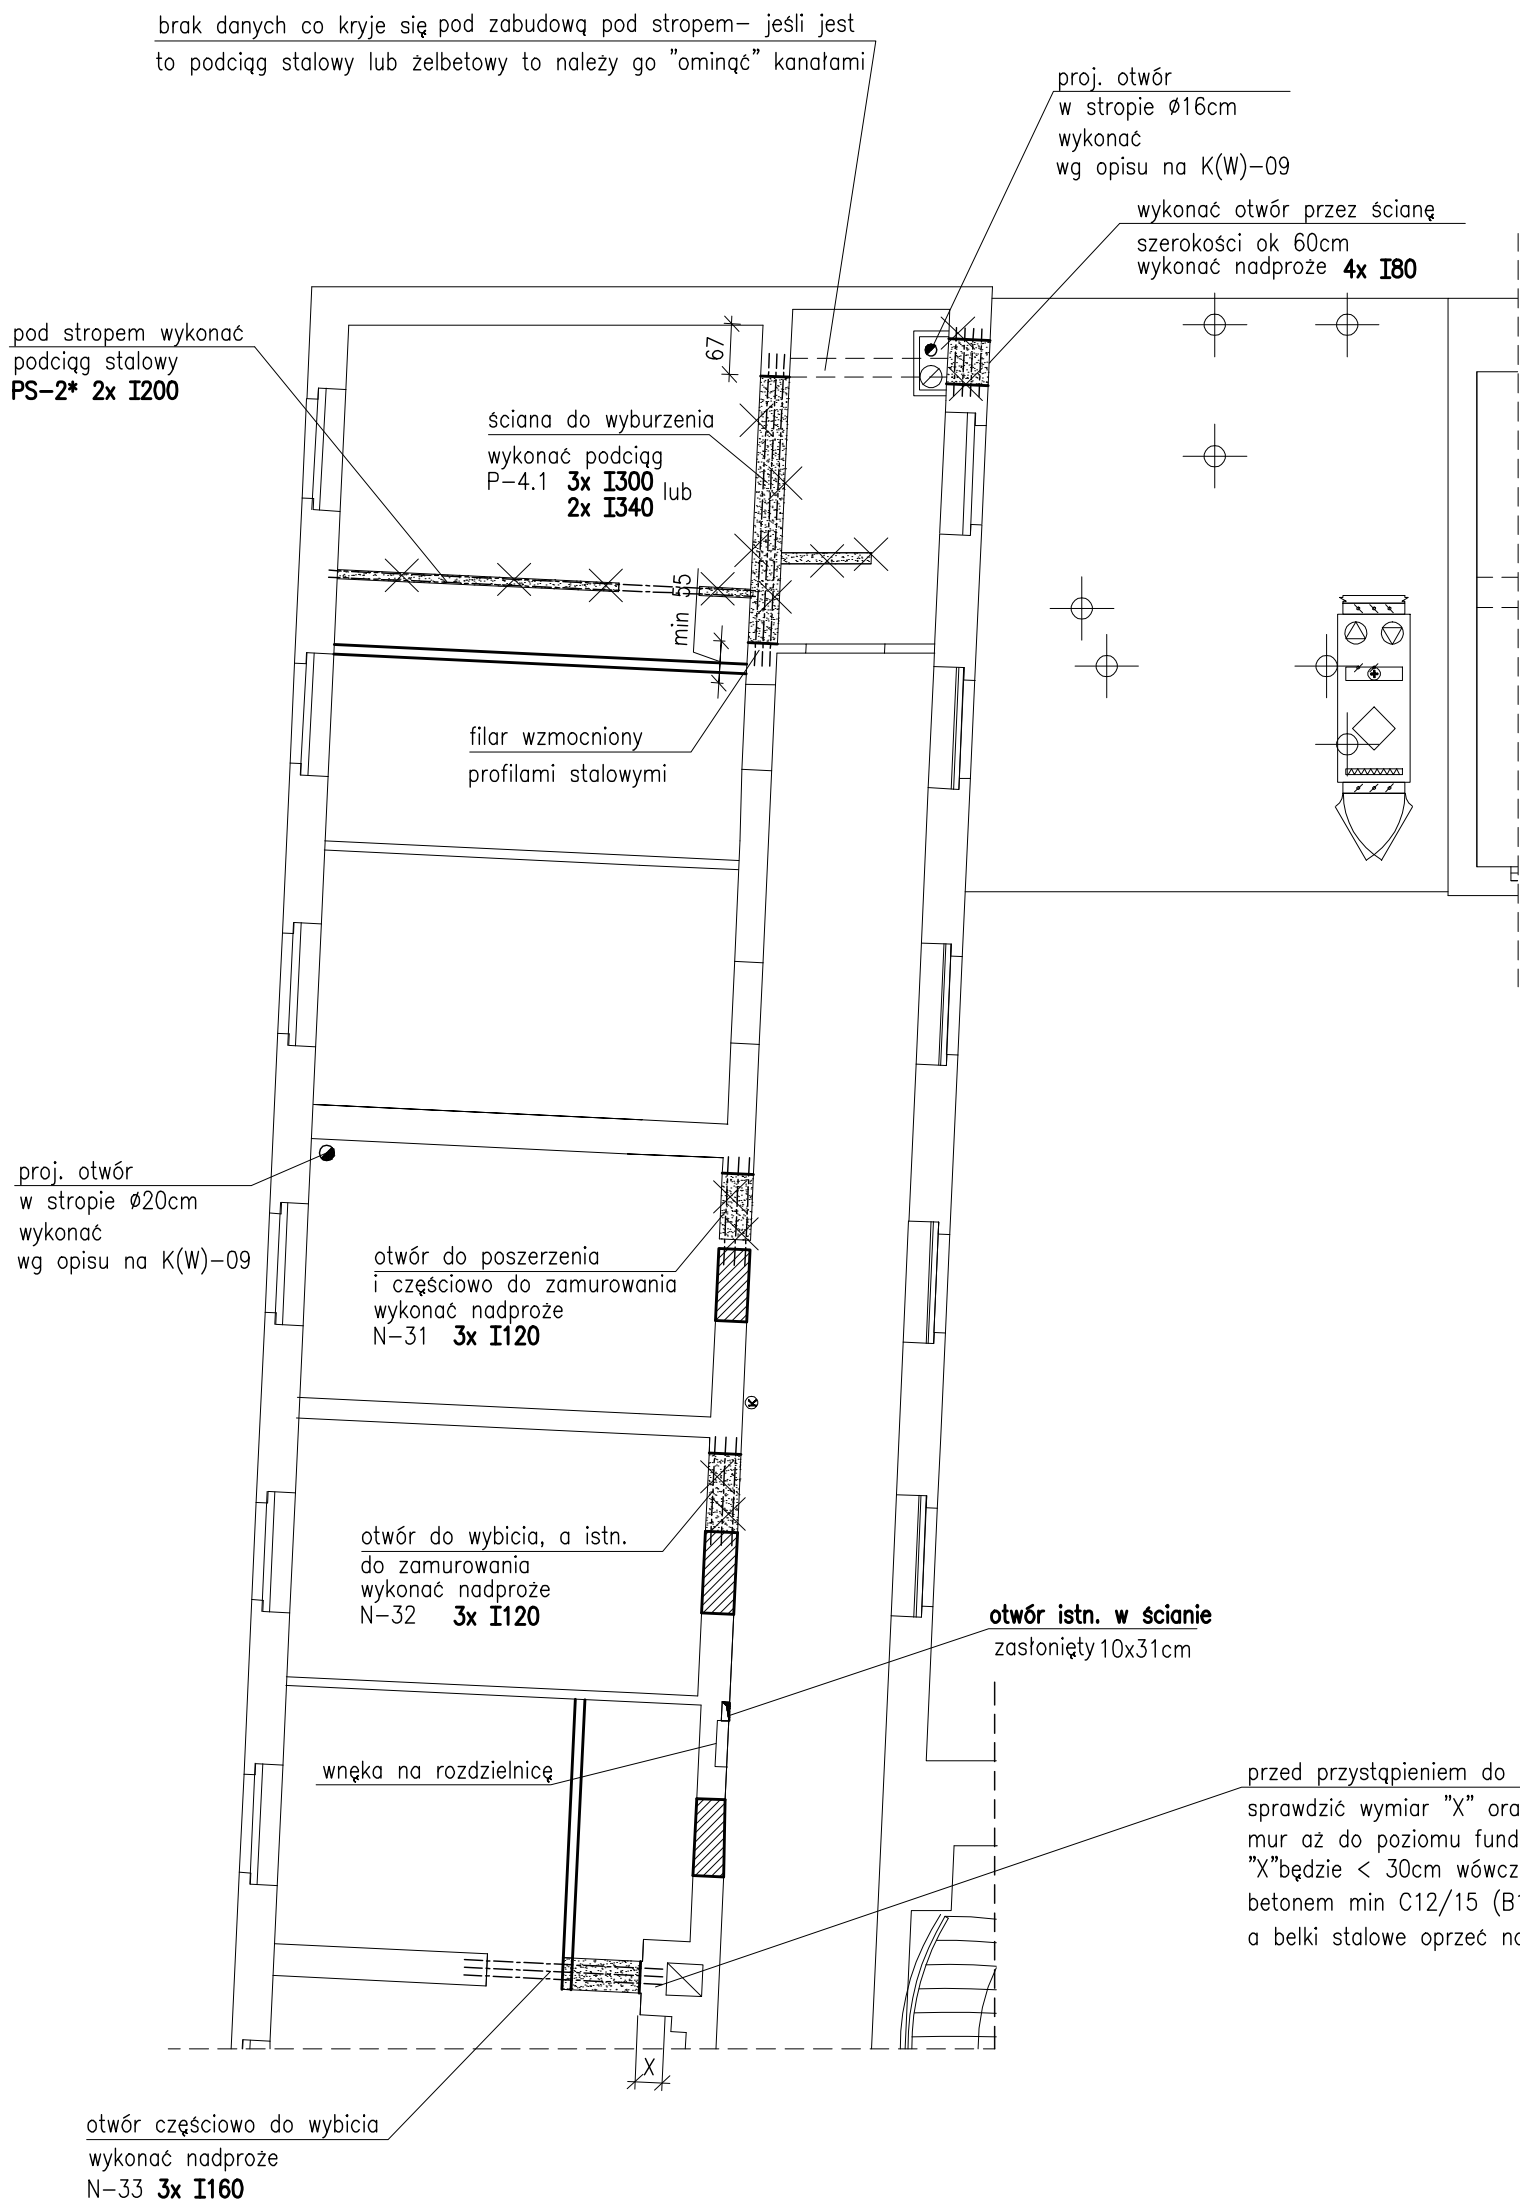 brak danych co kryje się pod zabudową pod stropem– jeśli jest
to podciąg stalowy lub żelbetowy to należy go ”ominąć” kanałami
proj. otwór
w stropie Ø16cm
wykonać
wg opisu na K(W)–09
wykonać otwór przez ścianę
szerokości ok 60cm
wykonać nadproże 4x I80
pod stropem wykonać
podciąg stalowy
PS–2* 2x I200
67
ściana do wyburzenia
wykonać podciąg
P–4.1 3x I300 lub
2x I340
min 55
filar wzmocniony
profilami stalowymi
proj. otwór
w stropie Ø20cm
wykonać
wg opisu na K(W)–09
otwór do poszerzenia
i częściowo do zamurowania
wykonać nadproże
N–31 3x I120
K
otwór do wybicia, a istn.
do zamurowania
wykonać nadproże
N–32 3x I120
otwór istn. w ścianie
zasłonięty 10x31cm
wnęka na rozdzielnicę
przed przystąpieniem do
sprawdzić wymiar ”X” ora
mur aż do poziomu fund
”X”będzie < 30cm wówcz
betonem min C12/15 (B1
a belki stalowe oprzeć na
X
otwór częściowo do wybicia
wykonać nadproże
N–33 3x I160